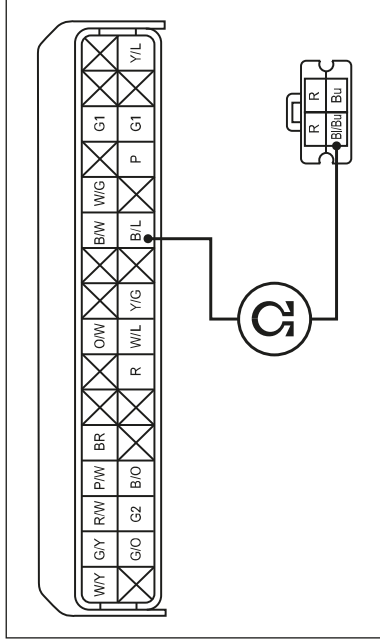 W/Y G/Y R/W P/W BR O/W B/W W/G G1
G/O G2 B/O R W/L Y/G B/L P G1 Y/L
R R
Bl/Bu Bu
Ω